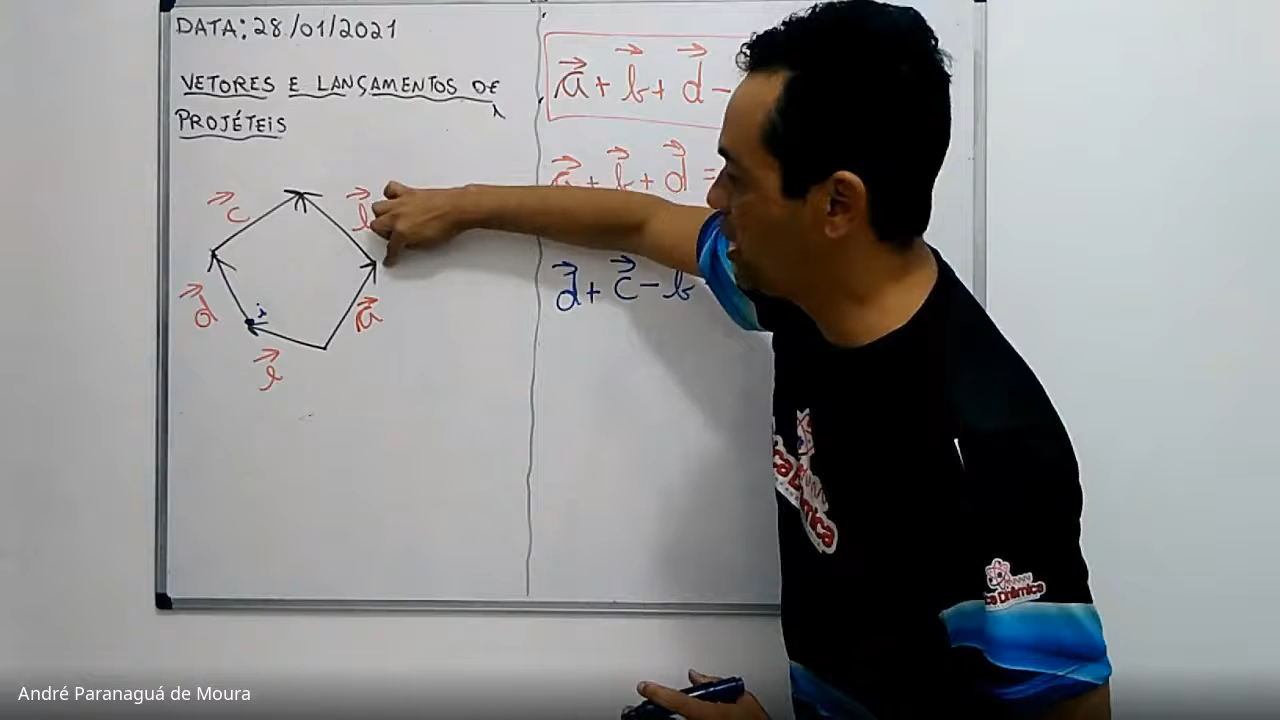 DATA: 28/01/2021
VETORES E LANÇAMENTOS DE
PROJÉTEIS
a + b + d -
a + b + d =
d + c - b
c
b
d
i
a
e
André Paranaguá de Moura